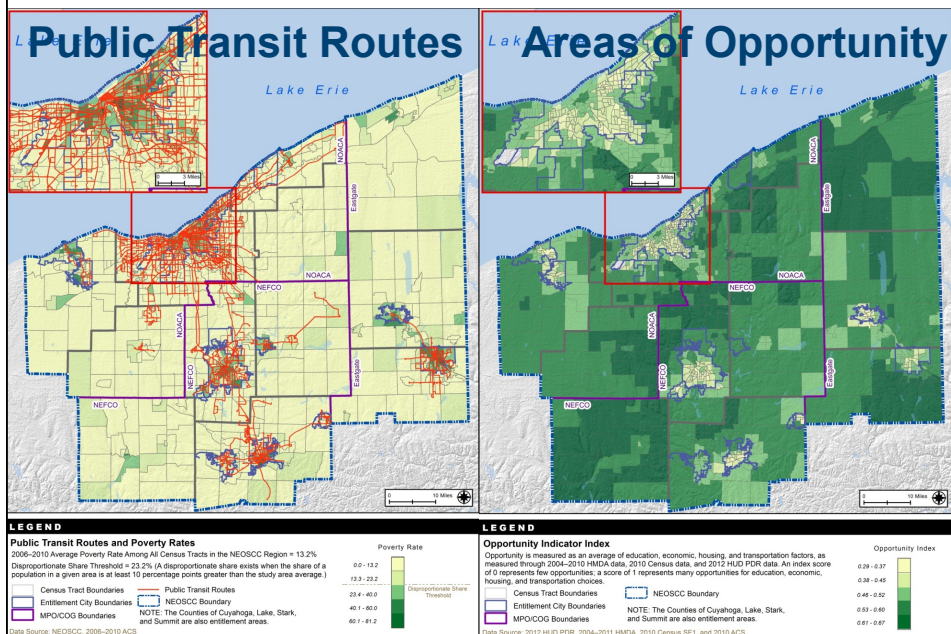 Public Transit Routes
Areas of Opportunity
Lake Erie
Lake Erie
3 Miles
0
Lake Erie
NOACA
Eastgate
NOACA
NEFCO
NOACA
NEFCO
NEFCO
Eastgate
0
10 Miles
Lake Erie
3 Miles
0
Lake Erie
NOACA
Eastgate
NOACA
NEFCO
NOACA
NEFCO
NEFCO
Eastgate
0
10 Miles
LEGEND
Public Transit Routes and Poverty Rates
2006–2010 Average Poverty Rate Among All Census Tracts in the NEOSCC Region = 13.2%
Disproportionate Share Threshold = 23.2% (A disproportionate share exists when the share of a
population in a given area is at least 10 percentage points greater than the study area average.)
Census Tract Boundaries
Public Transit Routes
Entitlement City Boundaries
NEOSCC Boundary
MPO/COG Boundaries
NOTE: The Counties of Cuyahoga, Lake, Stark,
and Summit are also entitlement areas.
Data Source: NEOSCC, 2006–2010 ACS
Poverty Rate
0.0 - 13.2
13.3 - 23.2
Disproportionate Share
Threshold
23.4 - 40.0
40.1 - 60.0
60.1 - 81.2
LEGEND
Opportunity Indicator Index
Opportunity is measured as an average of education, economic, housing, and transportation factors, as
measured through 2004–2010 HMDA data, 2010 Census data, and 2012 HUD PDR data. An index score
of 0 represents few opportunities; a score of 1 represents many opportunities for education, economic,
housing, and transportation choices.
Census Tract Boundaries
NEOSCC Boundary
Entitlement City Boundaries
NOTE: The Counties of Cuyahoga, Lake, Stark,
MPO/COG Boundaries
and Summit are also entitlement areas.
Data Source: 2012 HUD PDR, 2004–2011 HMDA, 2010 Census SF1, and 2010 ACS
Opportunity Index
0.29 - 0.37
0.38 - 0.45
0.46 - 0.52
0.53 - 0.60
0.61 - 0.67